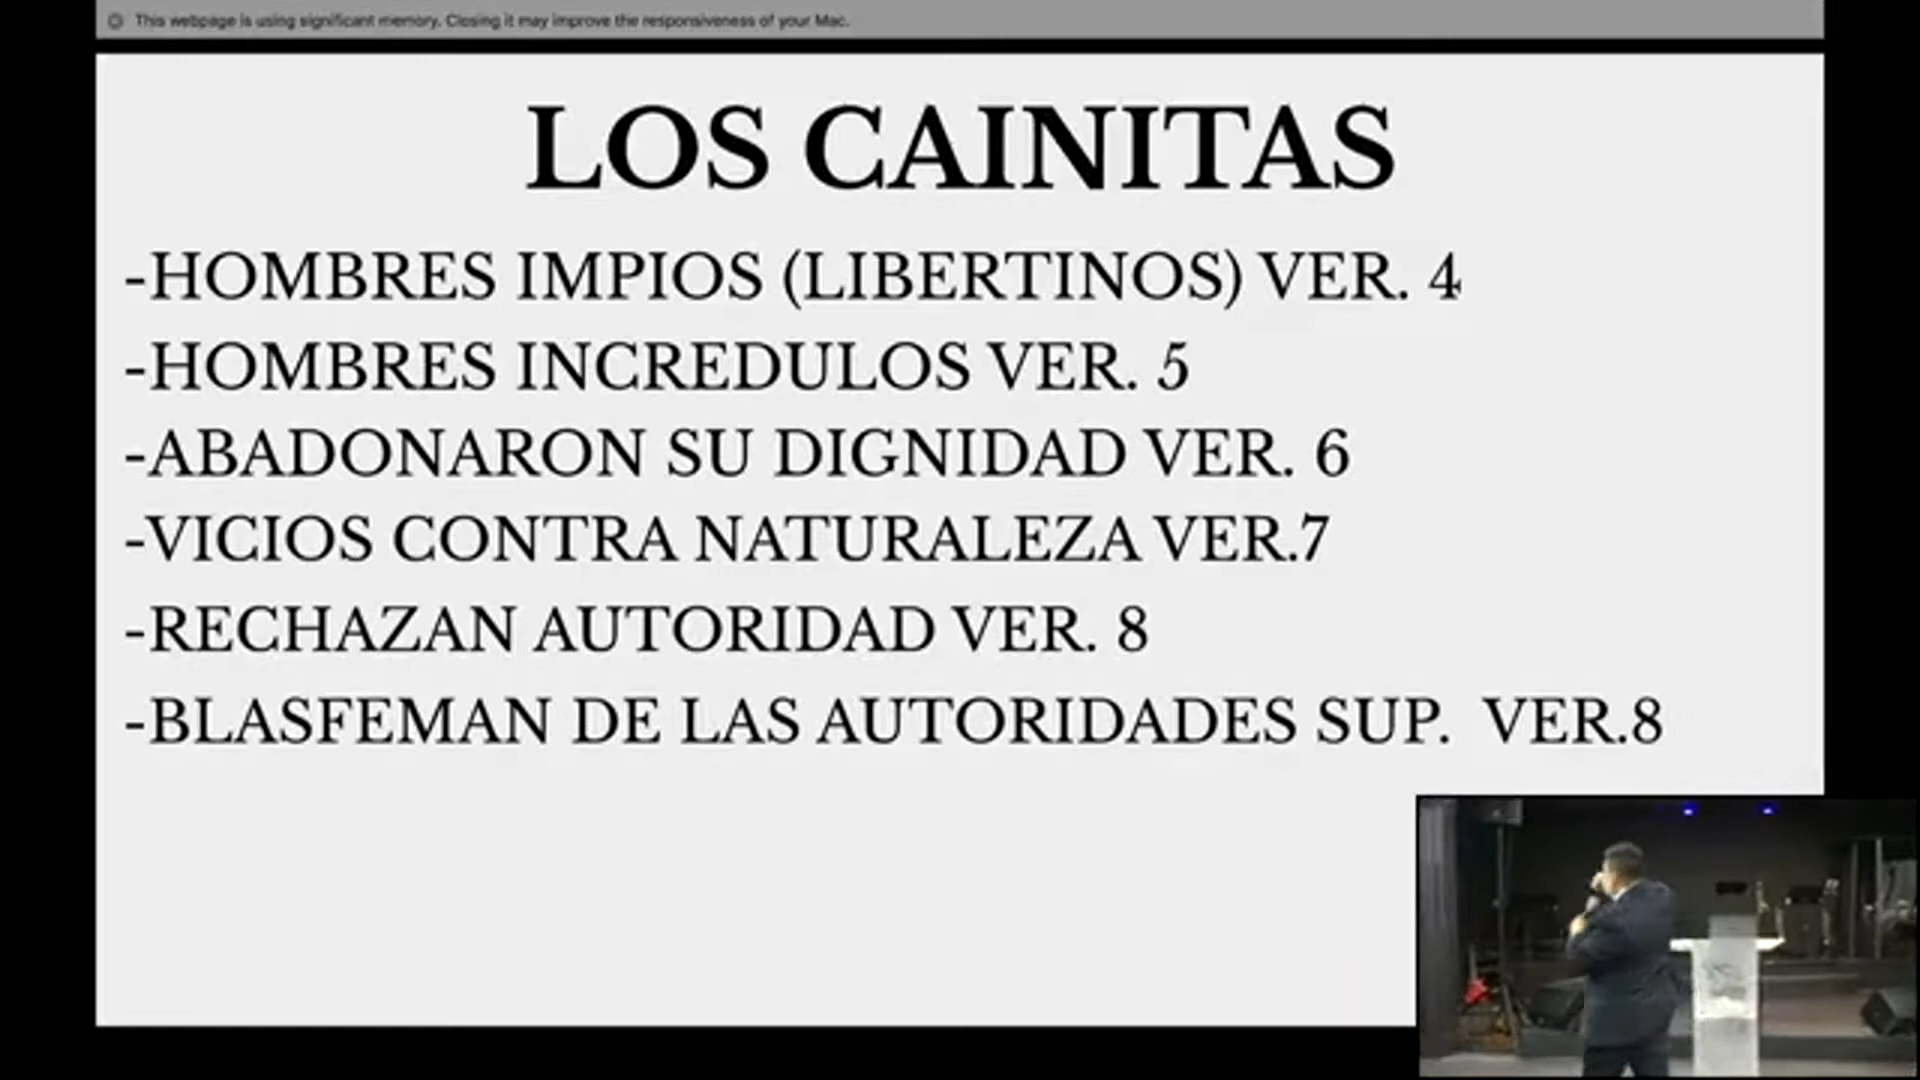 This webpage is using significant memory. Closing it may improve the responsiveness of your Mac.
LOS CAINITAS
-HOMBRES IMPIOS (LIBERTINOS) VER. 4
-HOMBRES INCREDULOS VER. 5
-ABADONARON SU DIGNIDAD VER. 6
-VICIOS CONTRA NATURALEZA VER.7
-RECHAZAN AUTORIDAD VER. 8
-BLASFEMAN DE LAS AUTORIDADES SUP. VER.8